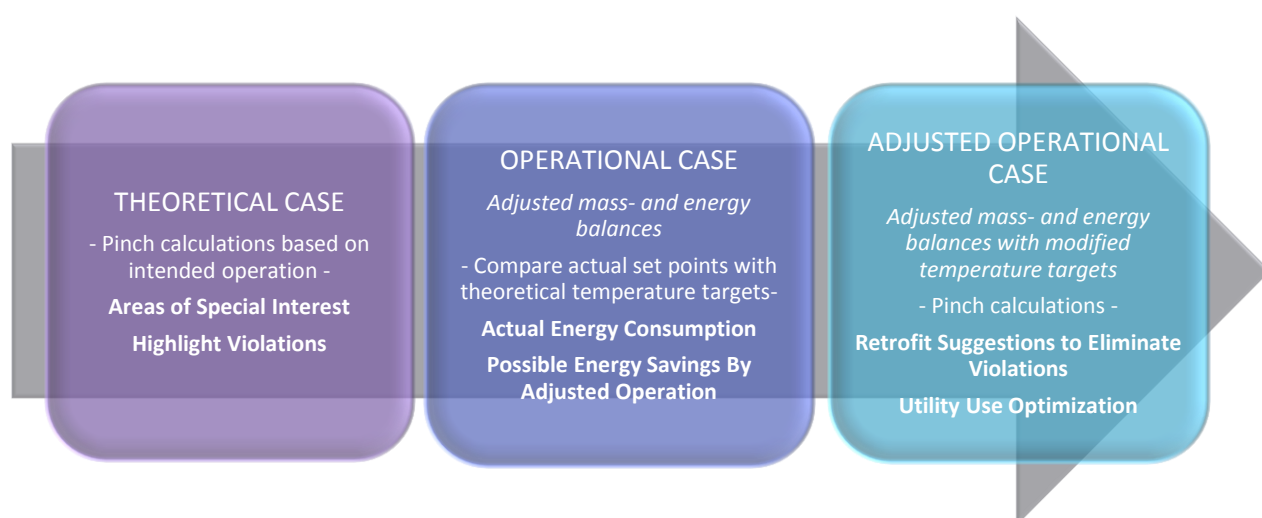 THEORETICAL CASE
- Pinch calculations based on
intended operation -
Areas of Special Interest
Highlight Violations
OPERATIONAL CASE
Adjusted mass- and energy
balances
- Compare actual set points with
theoretical temperature targets-
Actual Energy Consumption
Possible Energy Savings By
Adjusted Operation
ADJUSTED OPERATIONAL
CASE
Adjusted mass- and energy
balances with modified
temperature targets
- Pinch calculations -
Retrofit Suggestions to Eliminate
Violations
Utility Use Optimization